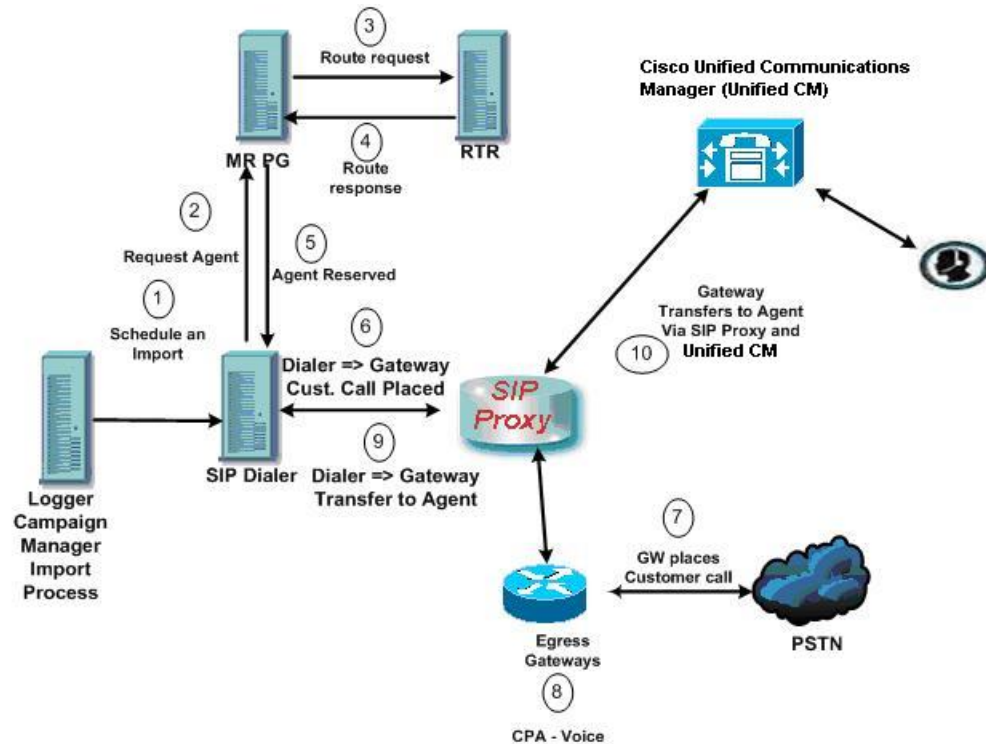 3
Route request
Cisco Unified Communications
Manager (Unified CM)
4
Route
response
MR PG
RTR
2
Request Agent
5
Agent Reserved
1
Schedule an
Import
6
Dialer => Gateway
Cust. Call Placed
Gateway
Transfers to Agent
Via SIP Proxy and
Unified CM
10
SIP
Proxy
9
Dialer => Gateway
Transfer to Agent
SIP Dialer
Logger
Campaign
Manager
Import
Process
7
GW places
Customer call
PSTN
Egress
Gateways
8
CPA - Voice